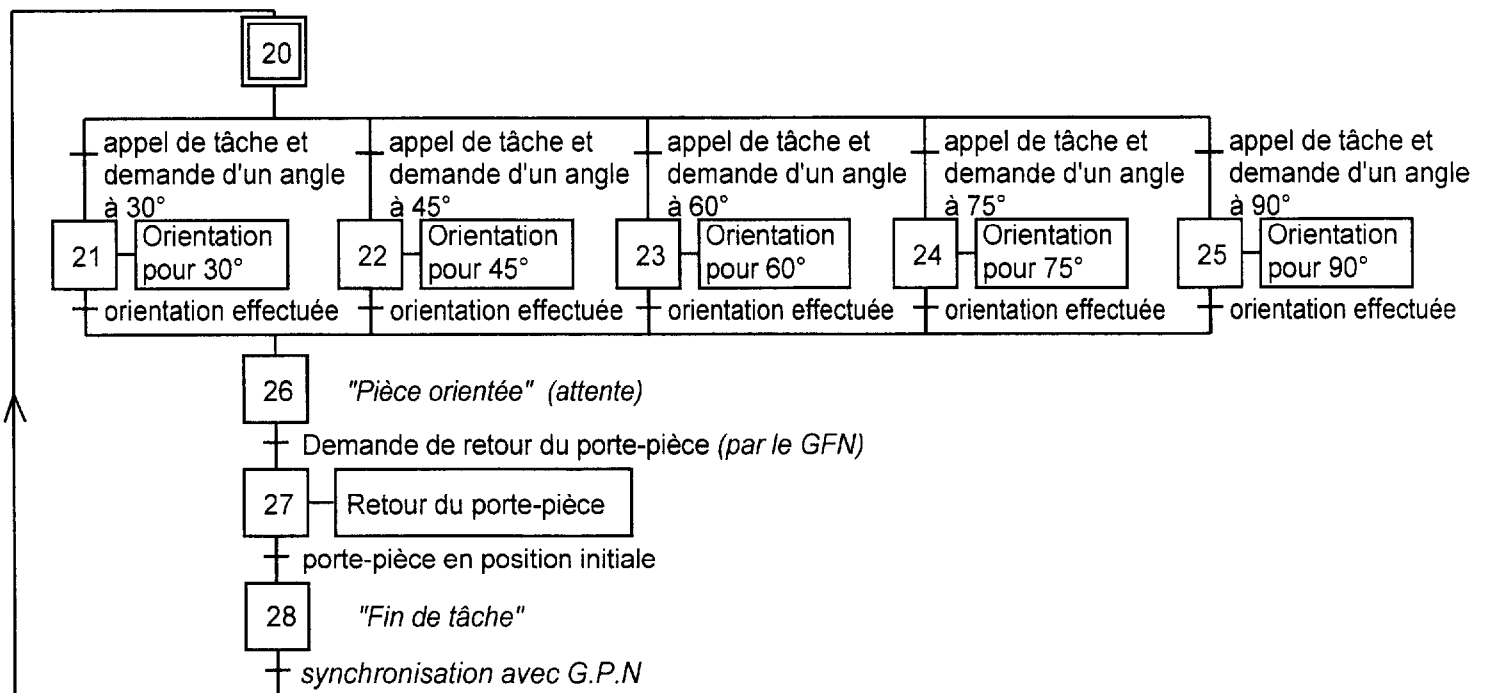 20
appel de tâche et
demande d'un angle
à 30°
appel de tâche et
demande d'un angle
à 45°
appel de tâche et
demande d'un angle
à 60°
appel de tâche et
demande d'un angle
à 75°
appel de tâche et
demande d'un angle
à 90°
21
Orientation
pour 30°
22
Orientation
pour 45°
23
Orientation
pour 60°
24
Orientation
pour 75°
25
Orientation
pour 90°
orientation effectuée
orientation effectuée
orientation effectuée
orientation effectuée
orientation effectuée
26
"Pièce orientée" (attente)
Demande de retour du porte-pièce (par le GFN)
27
Retour du porte-pièce
porte-pièce en position initiale
28
"Fin de tâche"
synchronisation avec G.P.N